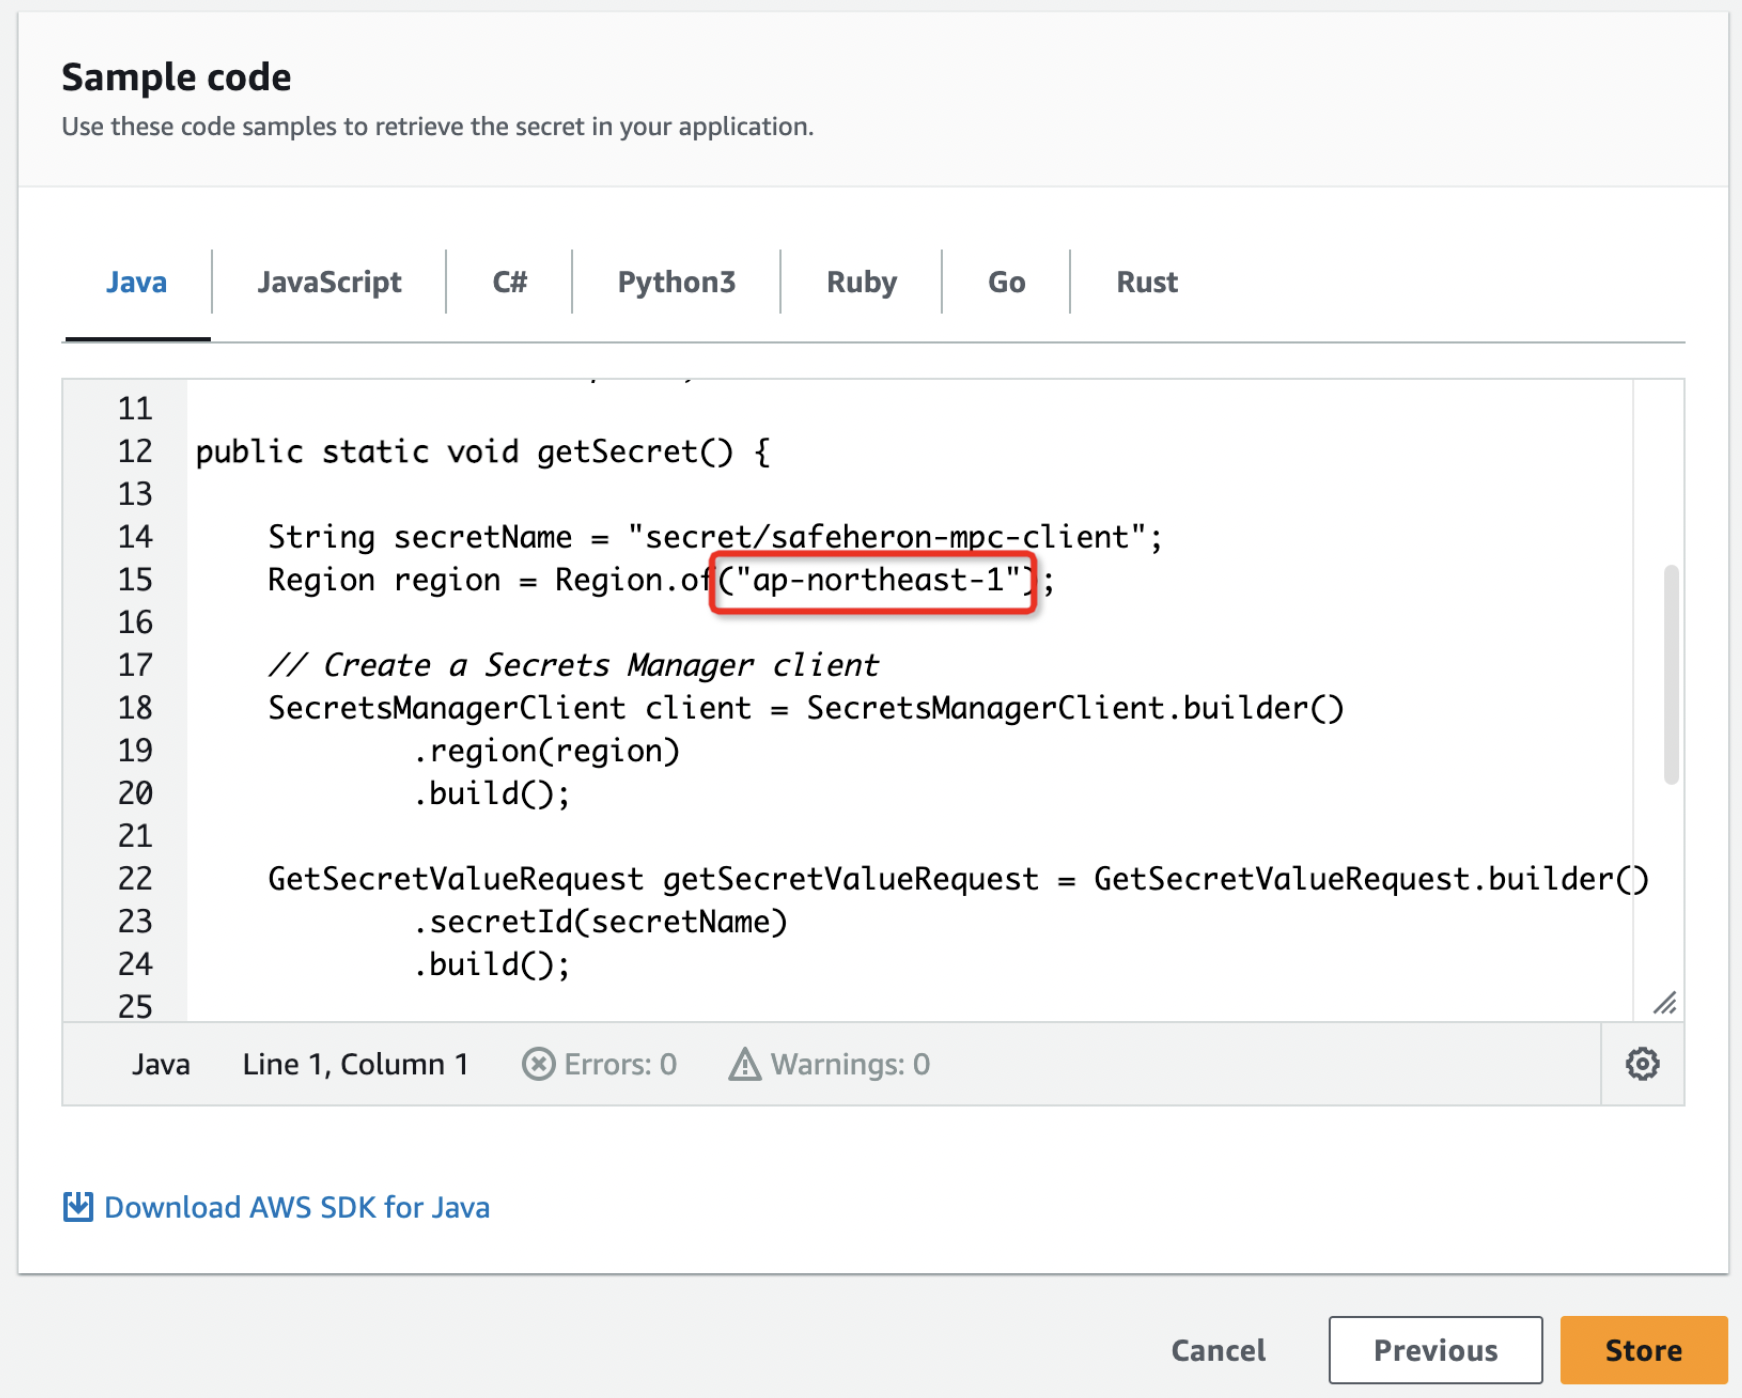 Sample code
Use these code samples to retrieve the secret in your application.
Java JavaScript C# Python3 Ruby Go Rust
11
12 public static void getSecret() {
13
14     String secretName = "secret/safeheron-mpc-client";
15     Region region = Region.of("ap-northeast-1");
16
17     // Create a Secrets Manager client
18     SecretsManagerClient client = SecretsManagerClient.builder()
19             .region(region)
20             .build();
21
22     GetSecretValueRequest getSecretValueRequest = GetSecretValueRequest.builder()
23             .secretId(secretName)
24             .build();
25
Java Line 1, Column 1 Errors: 0 Warnings: 0
Download AWS SDK for Java
Cancel Previous Store